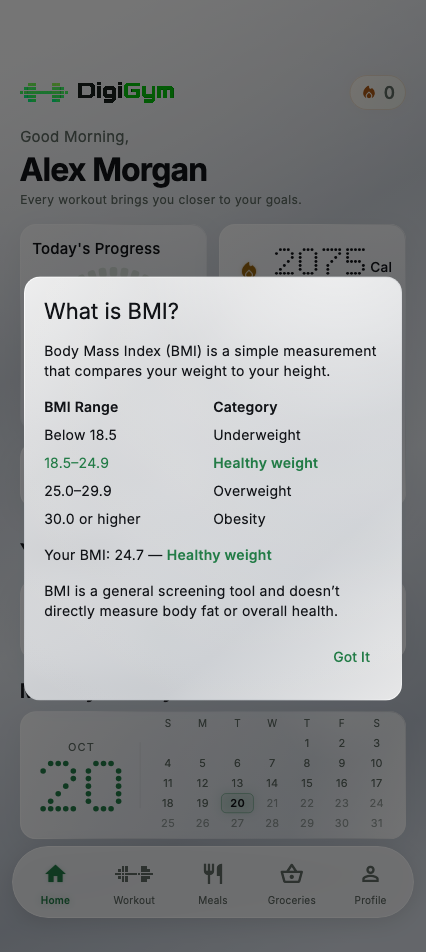 DigiGym
0
Good Morning,
Alex Morgan
Every workout brings you closer to your goals.
Today's Progress
2075 Cal
What is BMI?
Body Mass Index (BMI) is a simple measurement
that compares your weight to your height.
BMI Range Category
Below 18.5 Underweight
18.5–24.9 Healthy weight
25.0–29.9 Overweight
30.0 or higher Obesity
Your BMI: 24.7 — Healthy weight
BMI is a general screening tool and doesn’t
directly measure body fat or overall health.
Got It
OCT
20
S M T W T F S
1 2 3
4 5 6 7 8 9 10
11 12 13 14 15 16 17
18 19 20 21 22 23 24
25 26 27 28 29 30 31
Home Workout Meals Groceries Profile